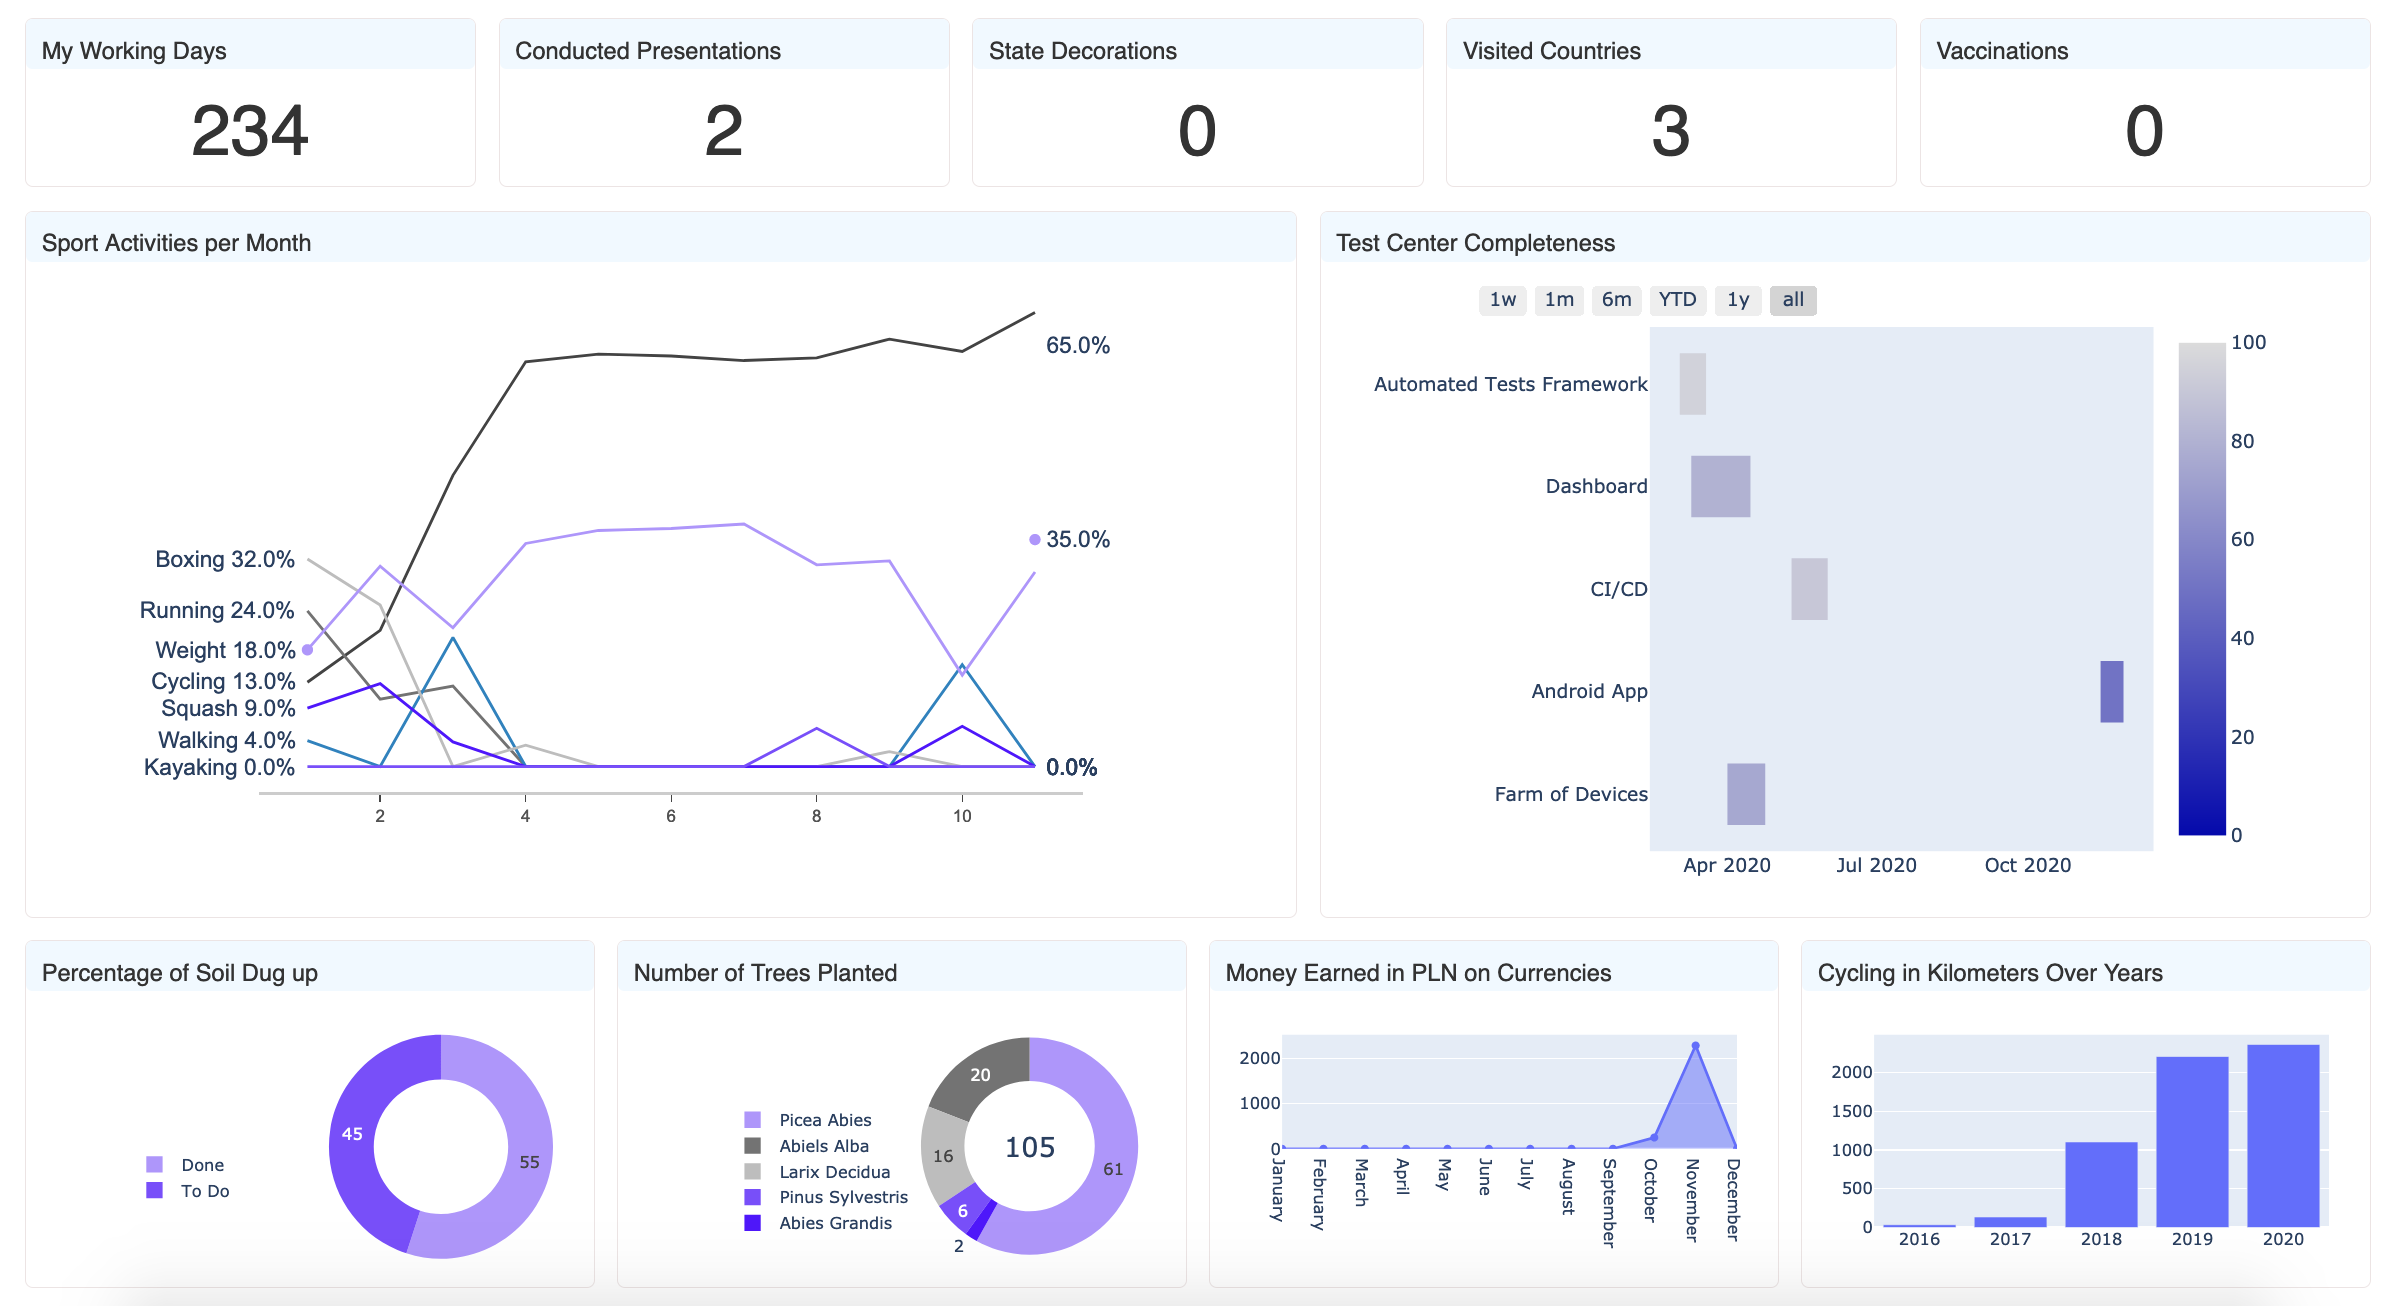 My Working Days
234
Conducted Presentations
2
State Decorations
0
Visited Countries
3
Vaccinations
0
Sport Activities per Month
65.0%
35.0%
Boxing 32.0%
Running 24.0%
Weight 18.0%
Cycling 13.0%
Squash 9.0%
Walking 4.0%
Kayaking 0.0%
0.0%
2 4 6 8 10
Test Center Completeness
1w 1m 6m YTD 1y all
Automated Tests Framework
Dashboard
CI/CD
Android App
Farm of Devices
Apr 2020 Jul 2020 Oct 2020
100
80
60
40
20
0
Percentage of Soil Dug up
Done
To Do
45
55
Number of Trees Planted
Picea Abies
Abiels Alba
Larix Decidua
Pinus Sylvestris
Abies Grandis
20
16
105
61
6
2
Money Earned in PLN on Currencies
2000
1000
0
January
February
March
April
May
June
July
August
September
October
November
December
Cycling in Kilometers Over Years
2000
1500
1000
500
0
2016 2017 2018 2019 2020